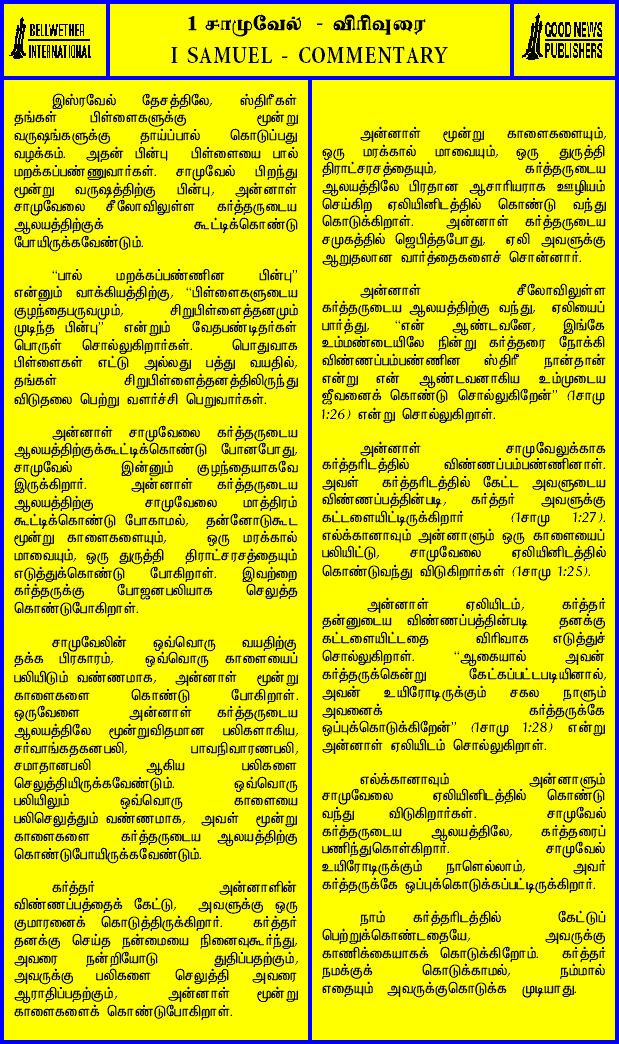 BELLWETHER
INTERNATIONAL
1 சாமுவேல் - விரிவுரை
I SAMUEL - COMMENTARY
GOOD NEWS
PUBLISHERS
இஸ்ரவேல் தேசத்திலே, ஸ்திரீகள்
தங்கள் பிள்ளைகளுக்கு மூன்று
வருஷங்களுக்கு தாய்ப்பால் கொடுப்பது
வழக்கம். அதன் பின்பு பிள்ளையை பால்
மறக்கப்பண்ணுவார்கள். சாமுவேல் பிறந்து
மூன்று வருஷத்திற்கு பின்பு, அன்னாள்
சாமுவேலை சீலோவிலுள்ள கர்த்தருடைய
ஆலயத்திற்குக் கூட்டிக்கொண்டு
போயிருக்கவேண்டும்.
“பால் மறக்கப்பண்ணின பின்பு”
என்னும் வாக்கியத்திற்கு, “பிள்ளைகளுடைய
குழந்தைபருவமும், சிறுபிள்ளைத்தனமும்
முடிந்த பின்பு” என்றும் வேதபண்டிதர்கள்
பொருள் சொல்லுகிறார்கள். பொதுவாக
பிள்ளைகள் எட்டு அல்லது பத்து வயதில்,
தங்கள் சிறுபிள்ளைத்தனத்திலிருந்து
விடுதலை பெற்று வளர்ச்சி பெறுவார்கள்.
அன்னாள் சாமுவேலை கர்த்தருடைய
ஆலயத்திற்குக்கூட்டிக்கொண்டு போனபோது,
சாமுவேல் இன்னும் குழந்தையாகவே
இருக்கிறார். அன்னாள் கர்த்தருடைய
ஆலயத்திற்கு சாமுவேலை மாத்திரம்
கூட்டிக்கொண்டு போகாமல், தன்னோடுகூட
மூன்று காளைகளையும், ஒரு மரக்கால்
மாவையும், ஒரு துருத்தி திராட்சரசத்தையும்
எடுத்துக்கொண்டு போகிறாள். இவற்றை
கர்த்தருக்கு போஜனபலியாக செலுத்த
கொண்டுபோகிறாள்.
சாமுவேலின் ஒவ்வொரு வயதிற்கு
தக்க பிரகாரம், ஒவ்வொரு காளையைப்
பலியிடும் வண்ணமாக, அன்னாள் மூன்று
காளைகளை கொண்டு போகிறாள்.
ஒருவேளை அன்னாள் கர்த்தருடைய
ஆலயத்திலே மூன்றுவிதமான பலிகளாகிய,
சர்வாங்கதகனபலி, பாவநிவாரணபலி,
சமாதானபலி ஆகிய பலிகளை
செலுத்தியிருக்கவேண்டும். ஒவ்வொரு
பலியிலும் ஒவ்வொரு காளையை
பலிசெலுத்தும் வண்ணமாக, அவள் மூன்று
காளைகளை கர்த்தருடைய ஆலயத்திற்கு
கொண்டுபோயிருக்கவேண்டும்.
கர்த்தர் அன்னாளின்
விண்ணப்பத்தைக் கேட்டு, அவளுக்கு ஒரு
குமாரனைக் கொடுத்திருக்கிறார். கர்த்தர்
தனக்கு செய்த நன்மையை நினைவுகூர்ந்து,
அவரை நன்றியோடு துதிப்பதற்கும்,
அவருக்கு பலிகளை செலுத்தி அவரை
ஆராதிப்பதற்கும், அன்னாள் மூன்று
காளைகளைக் கொண்டுபோகிறாள்.
அன்னாள் மூன்று காளைகளையும்,
ஒரு மரக்கால் மாவையும், ஒரு துருத்தி
திராட்சரசத்தையும், கர்த்தருடைய
ஆலயத்திலே பிரதான ஆசாரியராக ஊழியம்
செய்கிற ஏலியினிடத்தில் கொண்டு வந்து
கொடுக்கிறாள். அன்னாள் கர்த்தருடைய
சமுகத்தில் ஜெபித்தபோது, ஏலி அவளுக்கு
ஆறுதலான வார்த்தைகளைச் சொன்னார்.
அன்னாள் சீலோவிலுள்ள
கர்த்தருடைய ஆலயத்திற்கு வந்து, ஏலியைப்
பார்த்து, “என் ஆண்டவனே, இங்கே
உம்மண்டையிலே நின்று கர்த்தரை நோக்கி
விண்ணப்பம்பண்ணின ஸ்திரீ நான்தான்
என்று என் ஆண்டவனாகிய உம்முடைய
ஜீவனைக் கொண்டு சொல்லுகிறேன்” (1சாமு
1:26) என்று சொல்லுகிறாள்.
அன்னாள் சாமுவேலுக்காக
கர்த்தரிடத்தில் விண்ணப்பம்பண்ணினாள்.
அவள் கர்த்தரிடத்தில் கேட்ட அவளுடைய
விண்ணப்பத்தின்படி, கர்த்தர் அவளுக்கு
கட்டளையிட்டிருக்கிறார் (1சாமு 1:27).
எல்க்கானாவும் அன்னாளும் ஒரு காளையைப்
பலியிட்டு, சாமுவேலை ஏலியினிடத்தில்
கொண்டுவந்து விடுகிறார்கள் (1சாமு 1:25).
அன்னாள் ஏலியிடம், கர்த்தர்
தன்னுடைய விண்ணப்பத்தின்படி தனக்கு
கட்டளையிட்டதை விரிவாக எடுத்துச்
சொல்லுகிறாள். “ஆகையால் அவன்
கர்த்தருக்கென்று கேட்கப்பட்டபடியினால்,
அவன் உயிரோடிருக்கும் சகல நாளும்
அவனைக் கர்த்தருக்கே
ஒப்புக்கொடுக்கிறேன்” (1சாமு 1:28) என்று
அன்னாள் ஏலியிடம் சொல்லுகிறாள்.
எல்க்கானாவும் அன்னாளும்
சாமுவேலை ஏலியினிடத்தில் கொண்டு
வந்து விடுகிறார்கள். சாமுவேல்
கர்த்தருடைய ஆலயத்திலே, கர்த்தரைப்
பணிந்துகொள்கிறார். சாமுவேல்
உயிரோடிருக்கும் நாளெல்லாம், அவர்
கர்த்தருக்கே ஒப்புக்கொடுக்கப்பட்டிருக்கிறார்.
நாம் கர்த்தரிடத்தில் கேட்டுப்
பெற்றுக்கொண்டதையே, அவருக்கு
காணிக்கையாகக் கொடுக்கிறோம். கர்த்தர்
நமக்குக் கொடுக்காமல், நம்மால்
எதையும் அவருக்குகொடுக்க முடியாது.